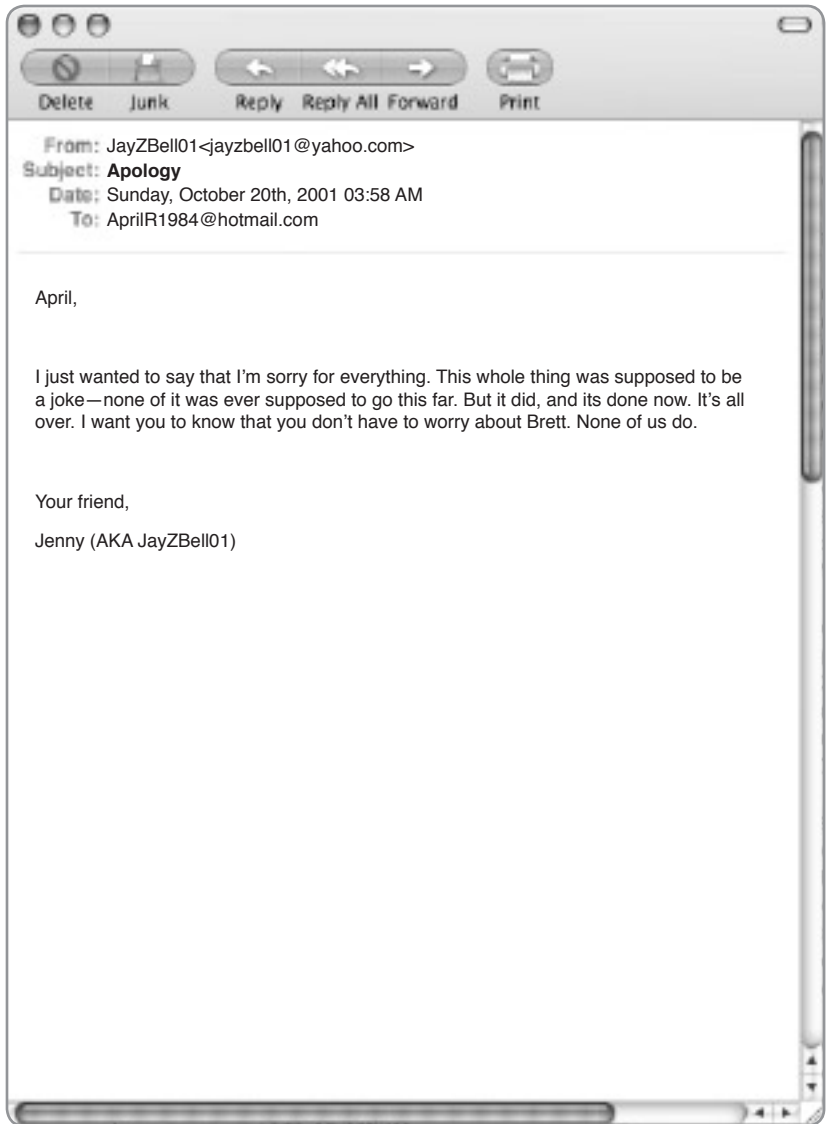 Delete Junk Reply Reply All Forward Print
From: JayZBell01<jayzbell01@yahoo.com>
Subject: Apology
Date: Sunday, October 20th, 2001 03:58 AM
To: AprilR1984@hotmail.com
April,
I just wanted to say that I’m sorry for everything. This whole thing was supposed to be
a joke—none of it was ever supposed to go this far. But it did, and its done now. It’s all
over. I want you to know that you don’t have to worry about Brett. None of us do.
Your friend,
Jenny (AKA JayZBell01)